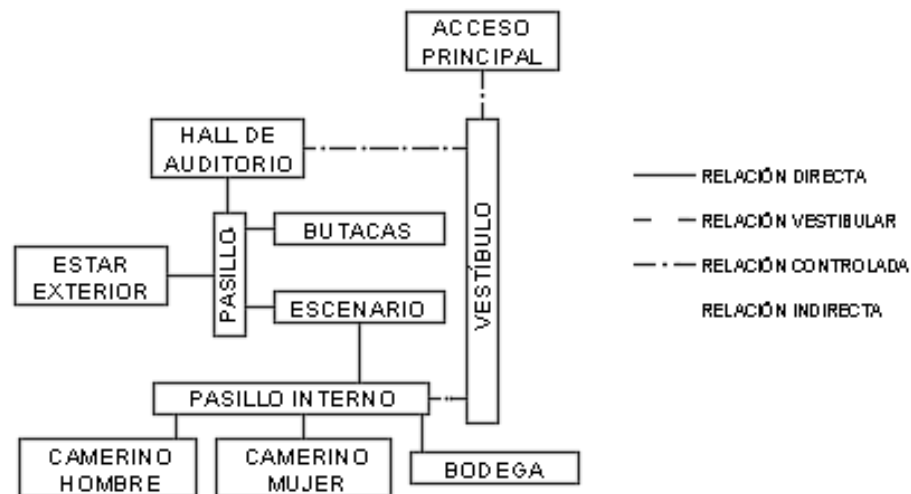 ACCESO
PRINCIPAL
HALL DE
AUDITORIO
BUTACAS
PASILLO
VESTÍBULO
ESTAR
EXTERIOR
ESCENARIO
PASILLO INTERNO
CAMERINO
HOMBRE
CAMERINO
MUJER
BODEGA
RELACIÓN DIRECTA
RELACIÓN VESTIBULAR
RELACIÓN CONTROLADA
RELACIÓN INDIRECTA